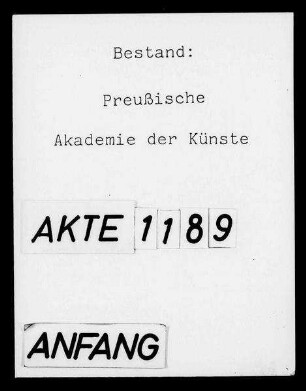 Bestand:
Preußische
Akademie der Künste
AKTE 1189
ANFANG